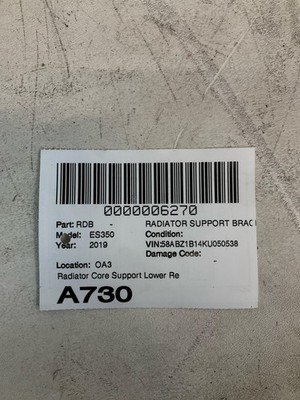 0000006270
Part: RDB - RADIATOR SUPPORT BRAC
Model: ES350 Condition:
Year: 2019 VIN:58ABZ1B14KU050538
Damage Code:
Location: OA3
Radiator Core Support Lower Re
A730